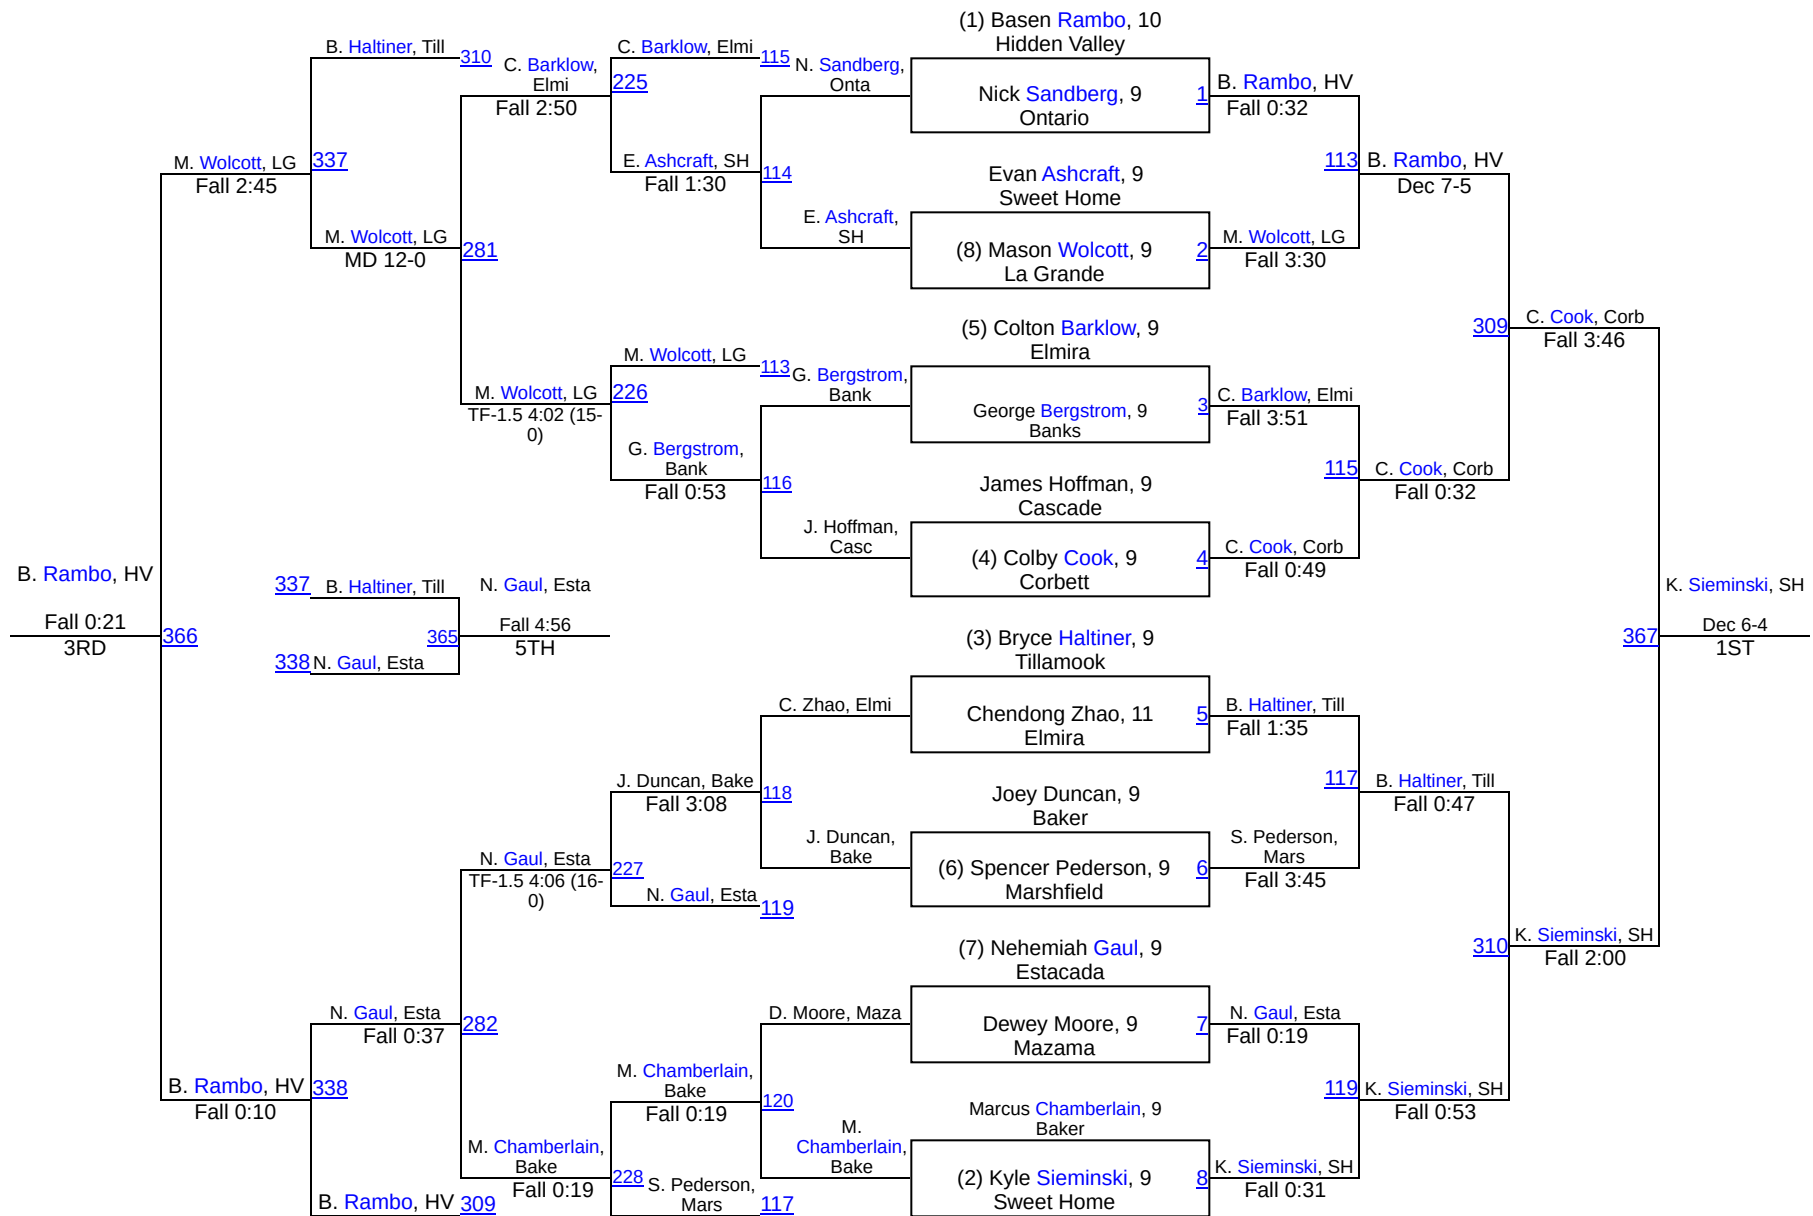 (1) Basen Rambo, 10
Hidden Valley
B. Haltiner, Till
310
C. Barklow,
Elmi
Fall 2:50
C. Barklow, Elmi
115
225
N. Sandberg,
Onta
Nick Sandberg, 9
Ontario
1
B. Rambo, HV
Fall 0:32
M. Wolcott, LG
Fall 2:45
337
E. Ashcraft, SH
Fall 1:30
114
Evan Ashcraft, 9
Sweet Home
113
B. Rambo, HV
Dec 7-5
M. Wolcott, LG
MD 12-0
281
E. Ashcraft,
SH
(8) Mason Wolcott, 9
La Grande
2
M. Wolcott, LG
Fall 3:30
(5) Colton Barklow, 9
Elmira
309
C. Cook, Corb
Fall 3:46
M. Wolcott, LG
113
M. Wolcott, LG
TF-1.5 4:02 (15-
0)
226
G. Bergstrom,
Bank
George Bergstrom, 9
Banks
3
C. Barklow, Elmi
Fall 3:51
G. Bergstrom,
Bank
Fall 0:53
116
James Hoffman, 9
Cascade
115
C. Cook, Corb
Fall 0:32
J. Hoffman,
Casc
(4) Colby Cook, 9
Corbett
4
C. Cook, Corb
Fall 0:49
B. Rambo, HV
Fall 0:21
3RD
366
337
B. Haltiner, Till
338
N. Gaul, Esta
365
N. Gaul, Esta
Fall 4:56
5TH
(3) Bryce Haltiner, 9
Tillamook
367
K. Sieminski, SH
Dec 6-4
1ST
C. Zhao, Elmi
Chendong Zhao, 11
Elmira
5
B. Haltiner, Till
Fall 1:35
J. Duncan, Bake
Fall 3:08
118
Joey Duncan, 9
Baker
117
B. Haltiner, Till
Fall 0:47
J. Duncan,
Bake
(6) Spencer Pederson, 9
Marshfield
6
S. Pederson,
Mars
Fall 3:45
N. Gaul, Esta
TF-1.5 4:06 (16-
0)
227
N. Gaul, Esta
119
(7) Nehemiah Gaul, 9
Estacada
310
K. Sieminski, SH
Fall 2:00
N. Gaul, Esta
Fall 0:37
282
D. Moore, Maza
Dewey Moore, 9
Mazama
7
N. Gaul, Esta
Fall 0:19
B. Rambo, HV
Fall 0:10
338
M. Chamberlain,
Bake
Fall 0:19
120
Marcus Chamberlain, 9
Baker
119
K. Sieminski, SH
Fall 0:53
M. Chamberlain,
Bake
Fall 0:19
228
M.
Chamberlain,
Bake
(2) Kyle Sieminski, 9
Sweet Home
8
K. Sieminski, SH
Fall 0:31
B. Rambo, HV
309
S. Pederson,
Mars
117